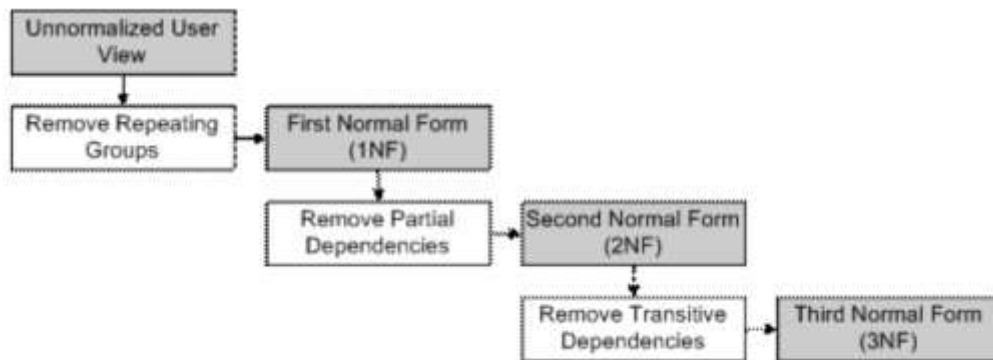 Unnormalized User
View
Remove Repeating
Groups
First Normal Form
(1NF)
Remove Partial
Dependencies
Second Normal Form
(2NF)
Remove Transitive
Dependencies
Third Normal Form
(3NF)